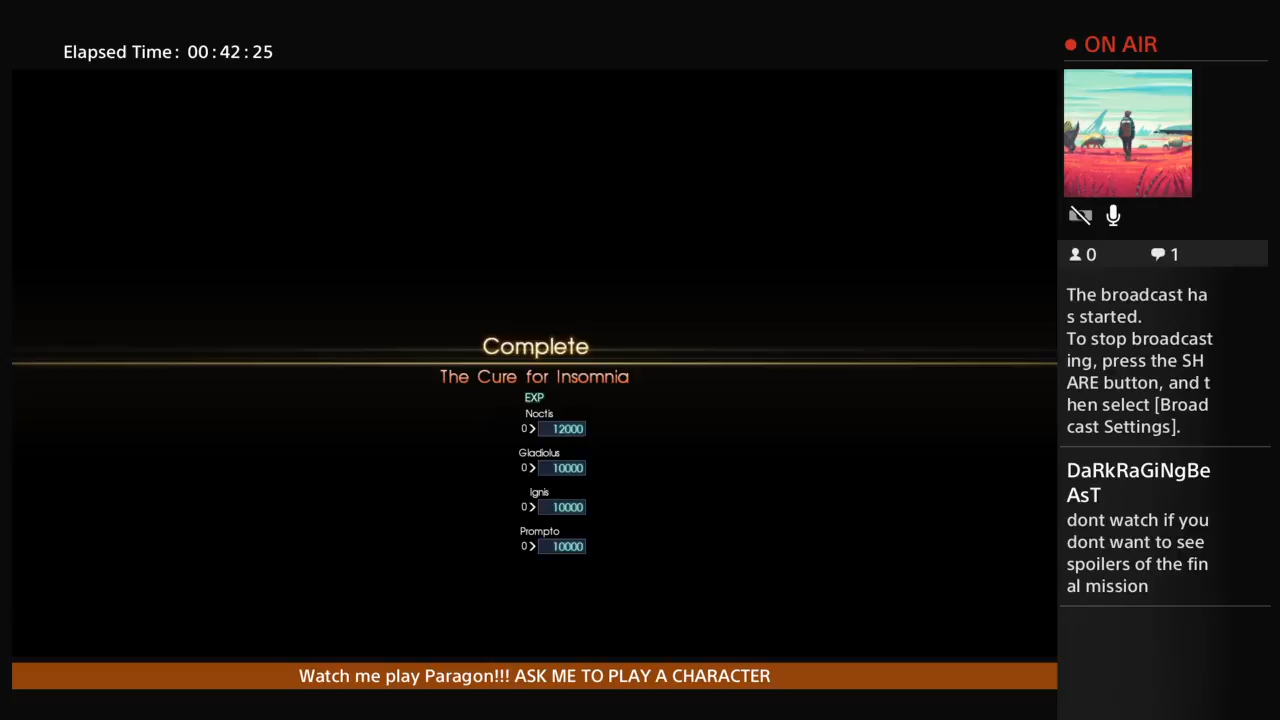 Elapsed Time: 00:42:25
Complete
The Cure for Insomnia
EXP
Noctis
0> 12000
Gladiolus
0> 10000
Ignis
0> 10000
Prompto
0> 10000
Watch me play Paragon!!! ASK ME TO PLAY A CHARACTER
ON AIR
0 1
The broadcast ha
s started.
To stop broadcast
ing, press the SH
ARE button, and t
hen select [Broad
cast Settings].
DaRkRaGiNgBe
AsT
dont watch if you
dont want to see
spoilers of the fin
al mission